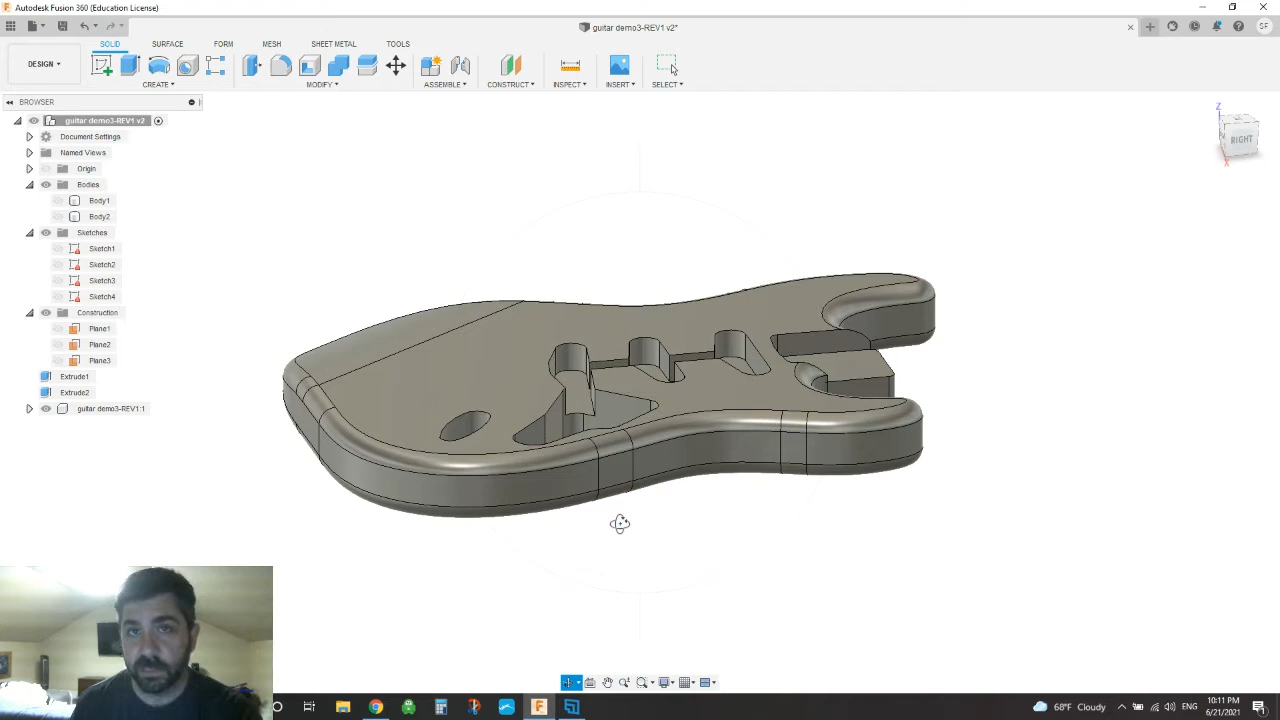 Autodesk Fusion 360 (Education License)
guitar demo3-REV1 v2*
SF
SOLID SURFACE FORM MESH SHEET METAL TOOLS
DESIGN
CREATE MODIFY ASSEMBLE CONSTRUCT INSPECT INSERT SELECT
BROWSER
guitar demo3-REV1 v2
Document Settings
Named Views
Origin
Bodies
Body1
Body2
Sketches
Sketch1
Sketch2
Sketch3
Sketch4
Construction
Plane1
Plane2
Plane3
Extrude1
Extrude2
guitar demo3-REV1:1
Z
RIGHT
X
68°F Cloudy
ENG
10:11 PM
6/21/2021